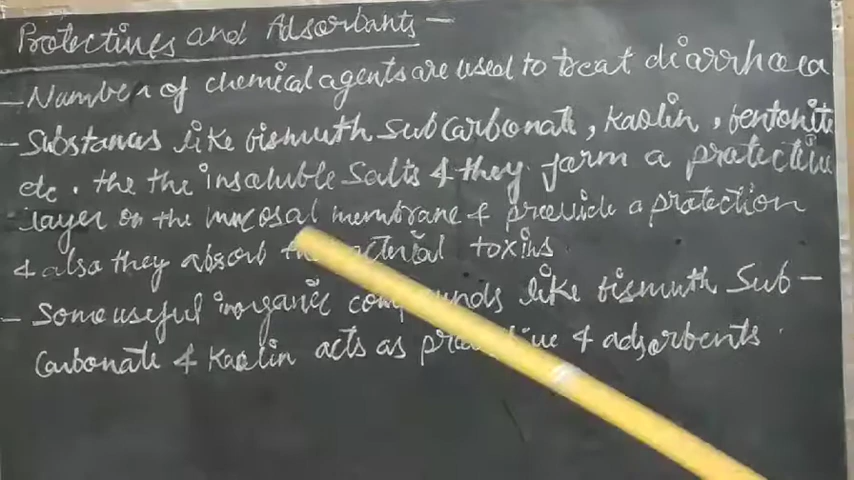 Protectives and Adsorbants -
- Number of chemical agents are used to treat diarrhoea
- Substances like bismuth Subcarbonate, Kaolin, bentonite
etc. the the insoluble Salts & they form a protective
layer on the mucosal membrane & provide a protection
& also they absorb toxins
- Some useful inorganic compounds like bismuth Sub-
Carbonate & Kaolin acts as & adsorbents.